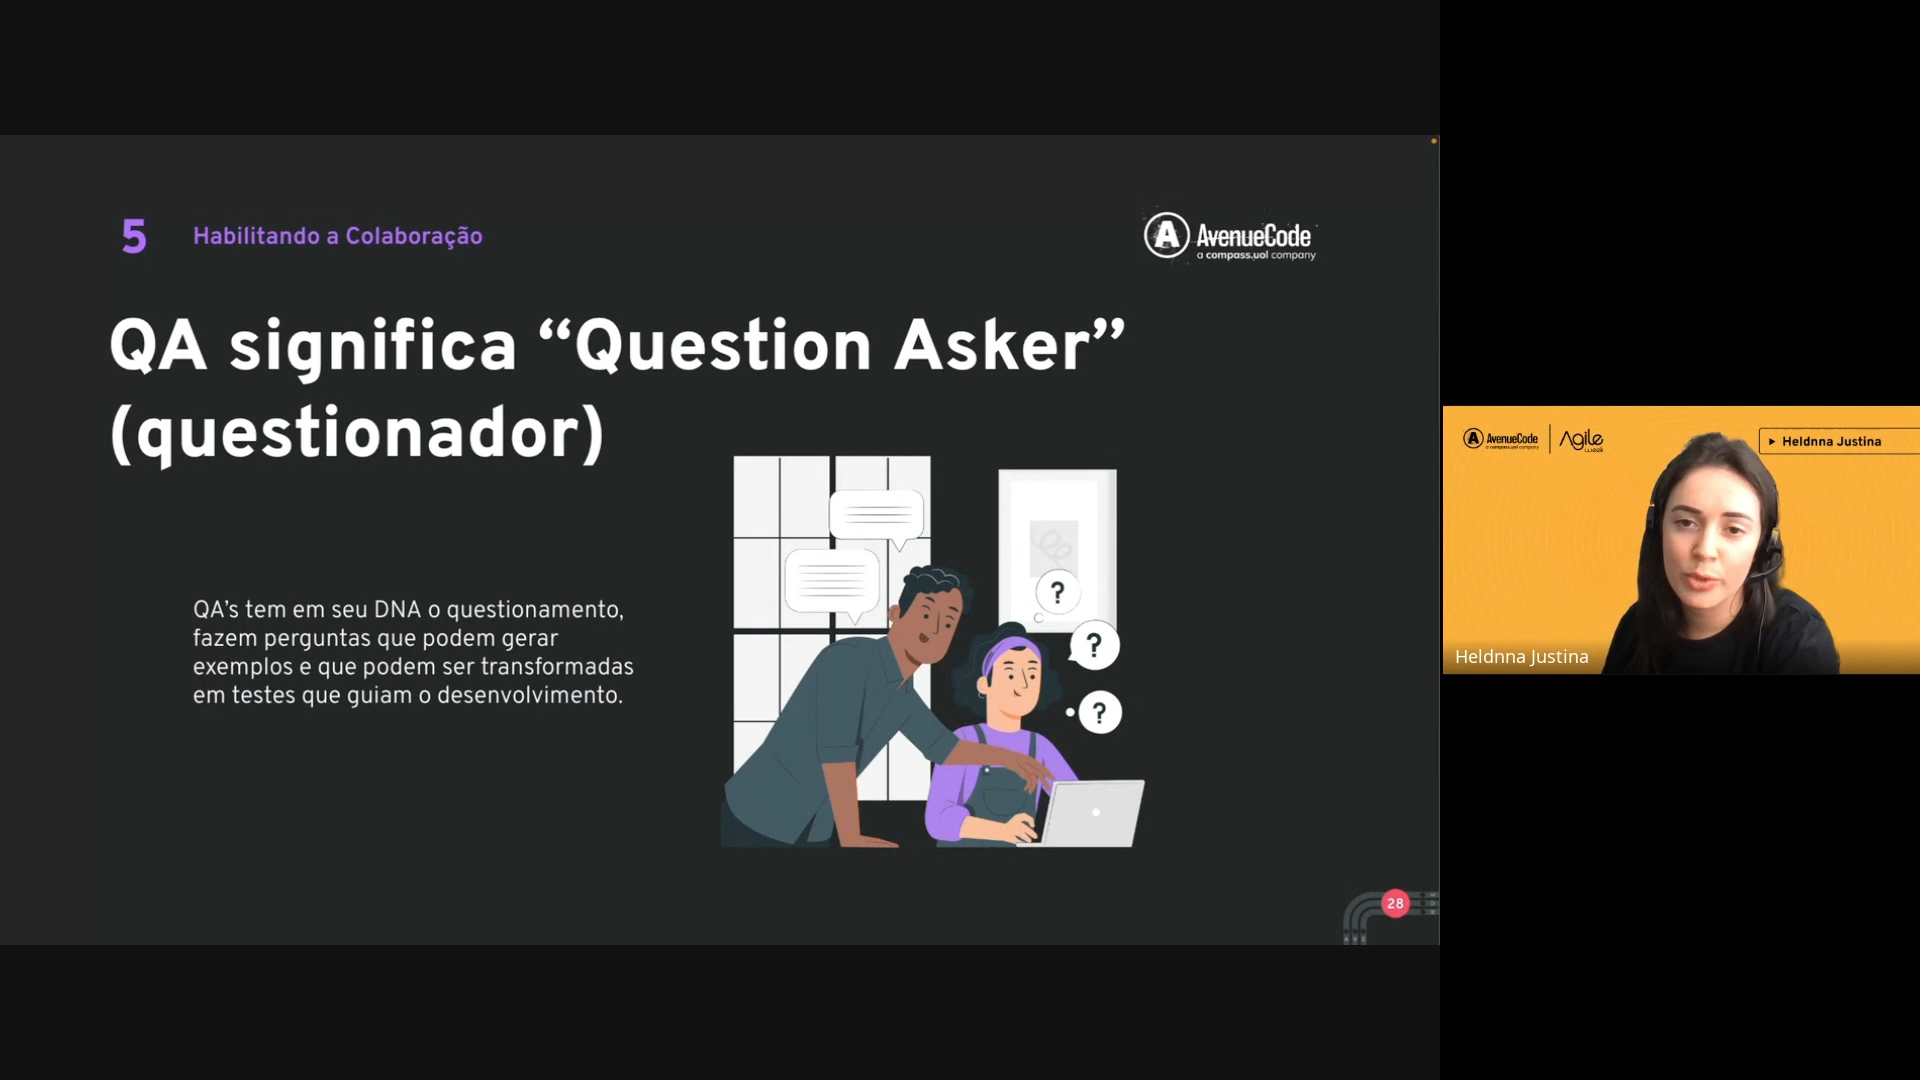 5 Habilitando a Colaboração
AvenueCode
a compass.uol company
QA significa “Question Asker”
(questionador)
QA’s tem em seu DNA o questionamento,
fazem perguntas que podem gerar
exemplos e que podem ser transformadas
em testes que guiam o desenvolvimento.
?
?
?
28
AvenueCode
a compass.uol company
Agile
week
Heldnna Justina
Heldnna Justina